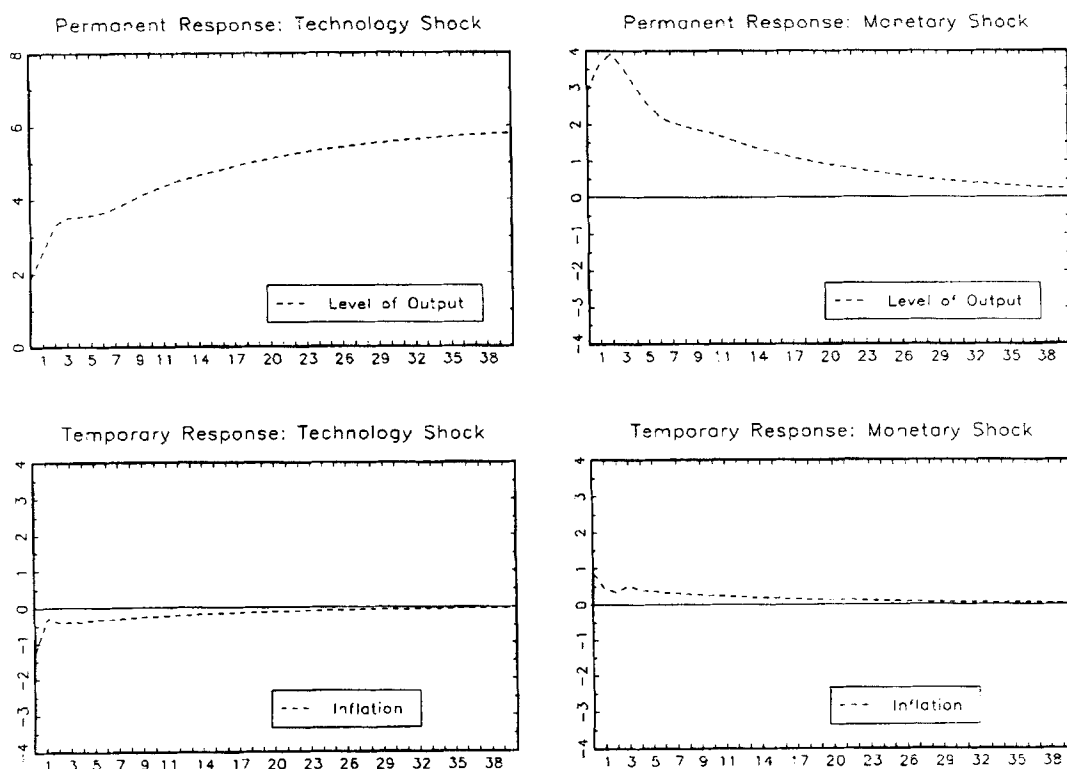 Permanent Response: Technology Shock
8
6
4
2
0
Level of Output
1 3 5 7 9 11 14 17 20 23 26 29 32 35 38
Permanent Response: Monetary Shock
4
3
2
1
0
-1
-2
-3
-4
Level of Output
1 3 5 7 9 11 14 17 20 23 26 29 32 35 38
Temporary Response: Technology Shock
4
3
2
1
0
-1
-2
-3
-4
Inflation
1 3 5 7 9 11 14 17 20 23 26 29 32 35 38
Temporary Response: Monetary Shock
4
3
2
1
0
-1
-2
-3
-4
Inflation
1 3 5 7 9 11 14 17 20 23 26 29 32 35 38